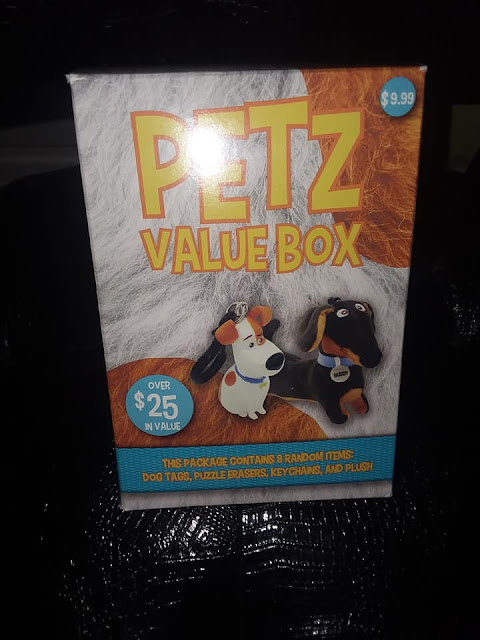 $9.99
PETZ
VALUE BOX
OVER
$25
IN VALUE
BUDDY
THIS PACKAGE CONTAINS 8 RANDOM ITEMS:
DOG TAGS, PUZZLE ERASERS, KEYCHAINS, AND PLUSH